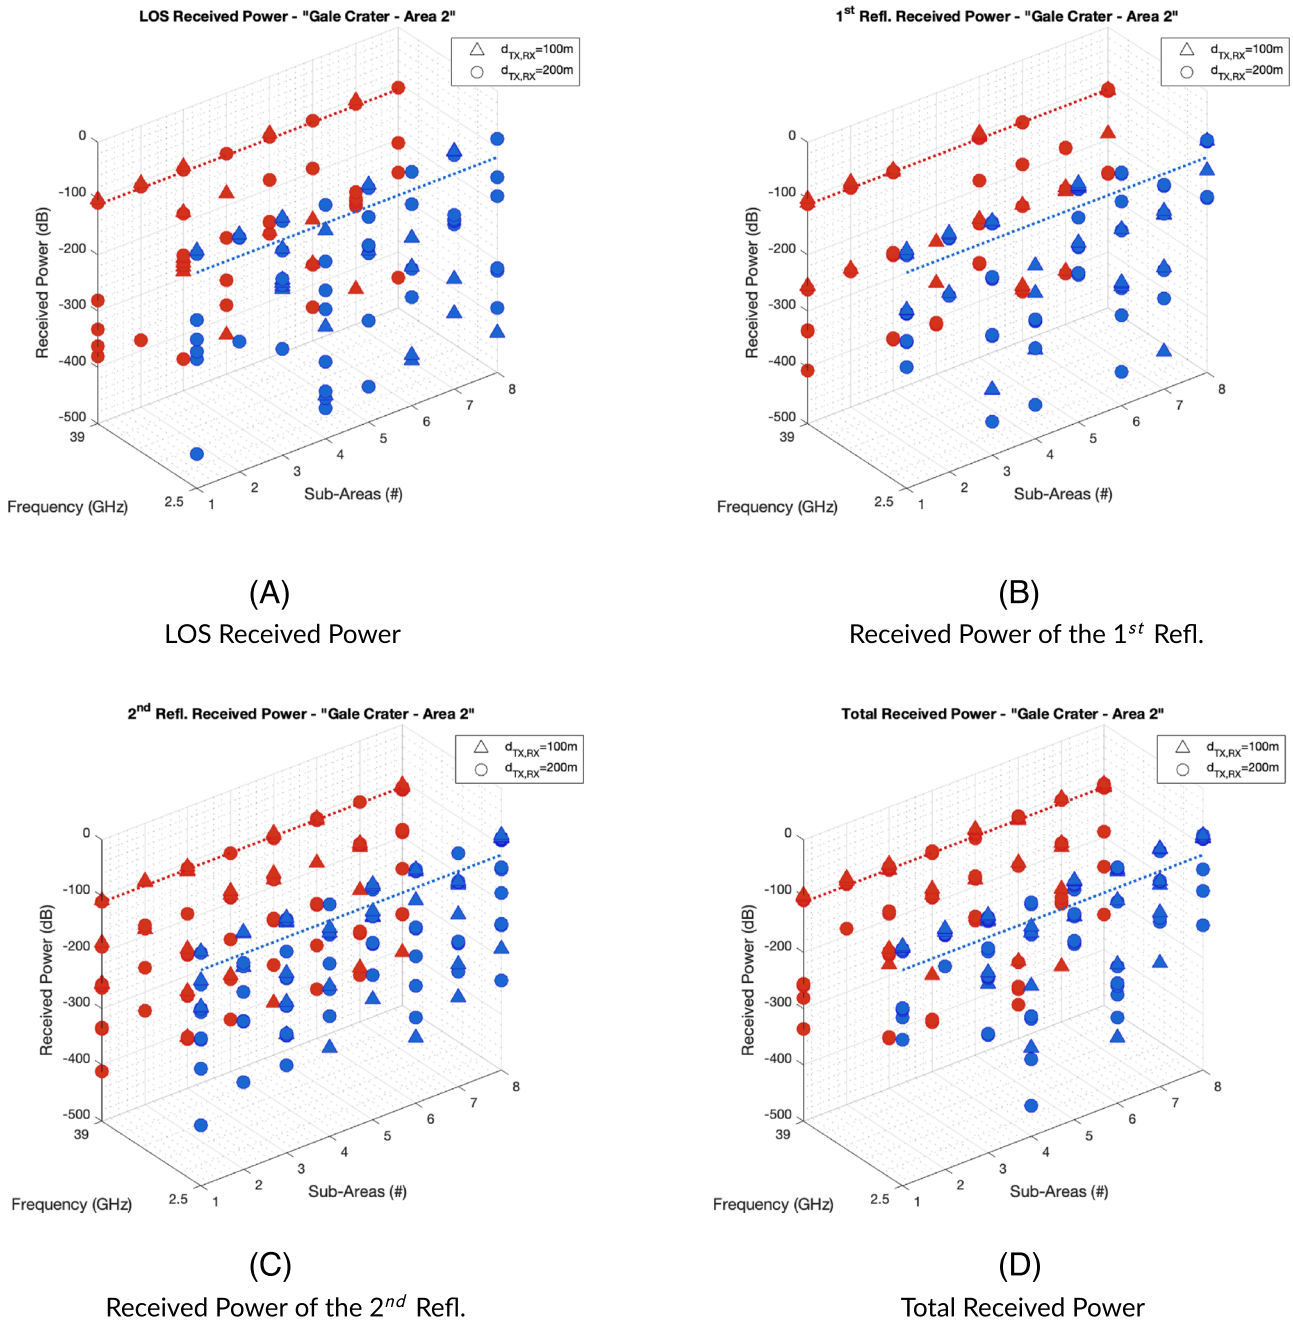 LOS Received Power - "Gale Crater - Area 2"
d_TX,RX=100m
d_TX,RX=200m
0
-100
-200
-300
-400
-500
Received Power (dB)
39
2.5
Frequency (GHz)
1
2
3
4
5
6
7
8
Sub-Areas (#)
(A)
LOS Received Power
1st Refl. Received Power - "Gale Crater - Area 2"
d_TX,RX=100m
d_TX,RX=200m
0
-100
-200
-300
-400
-500
Received Power (dB)
39
2.5
Frequency (GHz)
1
2
3
4
5
6
7
8
Sub-Areas (#)
(B)
Received Power of the 1st Refl.
2nd Refl. Received Power - "Gale Crater - Area 2"
d_TX,RX=100m
d_TX,RX=200m
0
-100
-200
-300
-400
-500
Received Power (dB)
39
2.5
Frequency (GHz)
1
2
3
4
5
6
7
8
Sub-Areas (#)
(C)
Received Power of the 2nd Refl.
Total Received Power - "Gale Crater - Area 2"
d_TX,RX=100m
d_TX,RX=200m
0
-100
-200
-300
-400
-500
Received Power (dB)
39
2.5
Frequency (GHz)
1
2
3
4
5
6
7
8
Sub-Areas (#)
(D)
Total Received Power